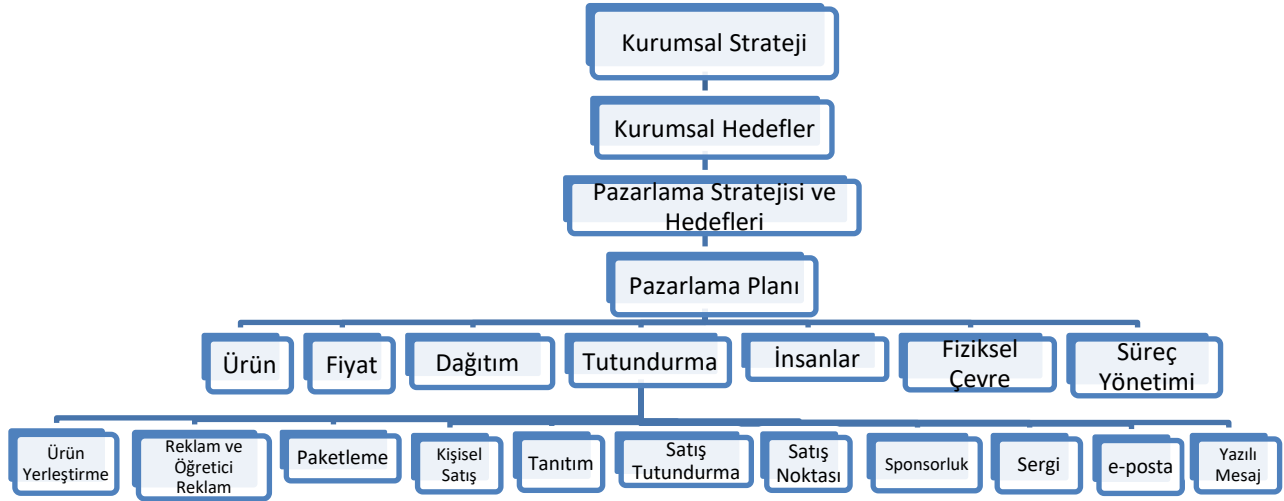 Kurumsal Strateji
Kurumsal Hedefler
Pazarlama Stratejisi ve
Hedefleri
Pazarlama Planı
Ürün
Fiyat
Dağıtım
Tutundurma
İnsanlar
Fiziksel
Çevre
Süreç
Yönetimi
Ürün
Yerleştirme
Reklam ve
Öğretici
Reklam
Paketleme
Kişisel
Satış
Tanıtım
Satış
Tutundurma
Satış
Noktası
Sponsorluk
Sergi
e-posta
Yazılı
Mesaj